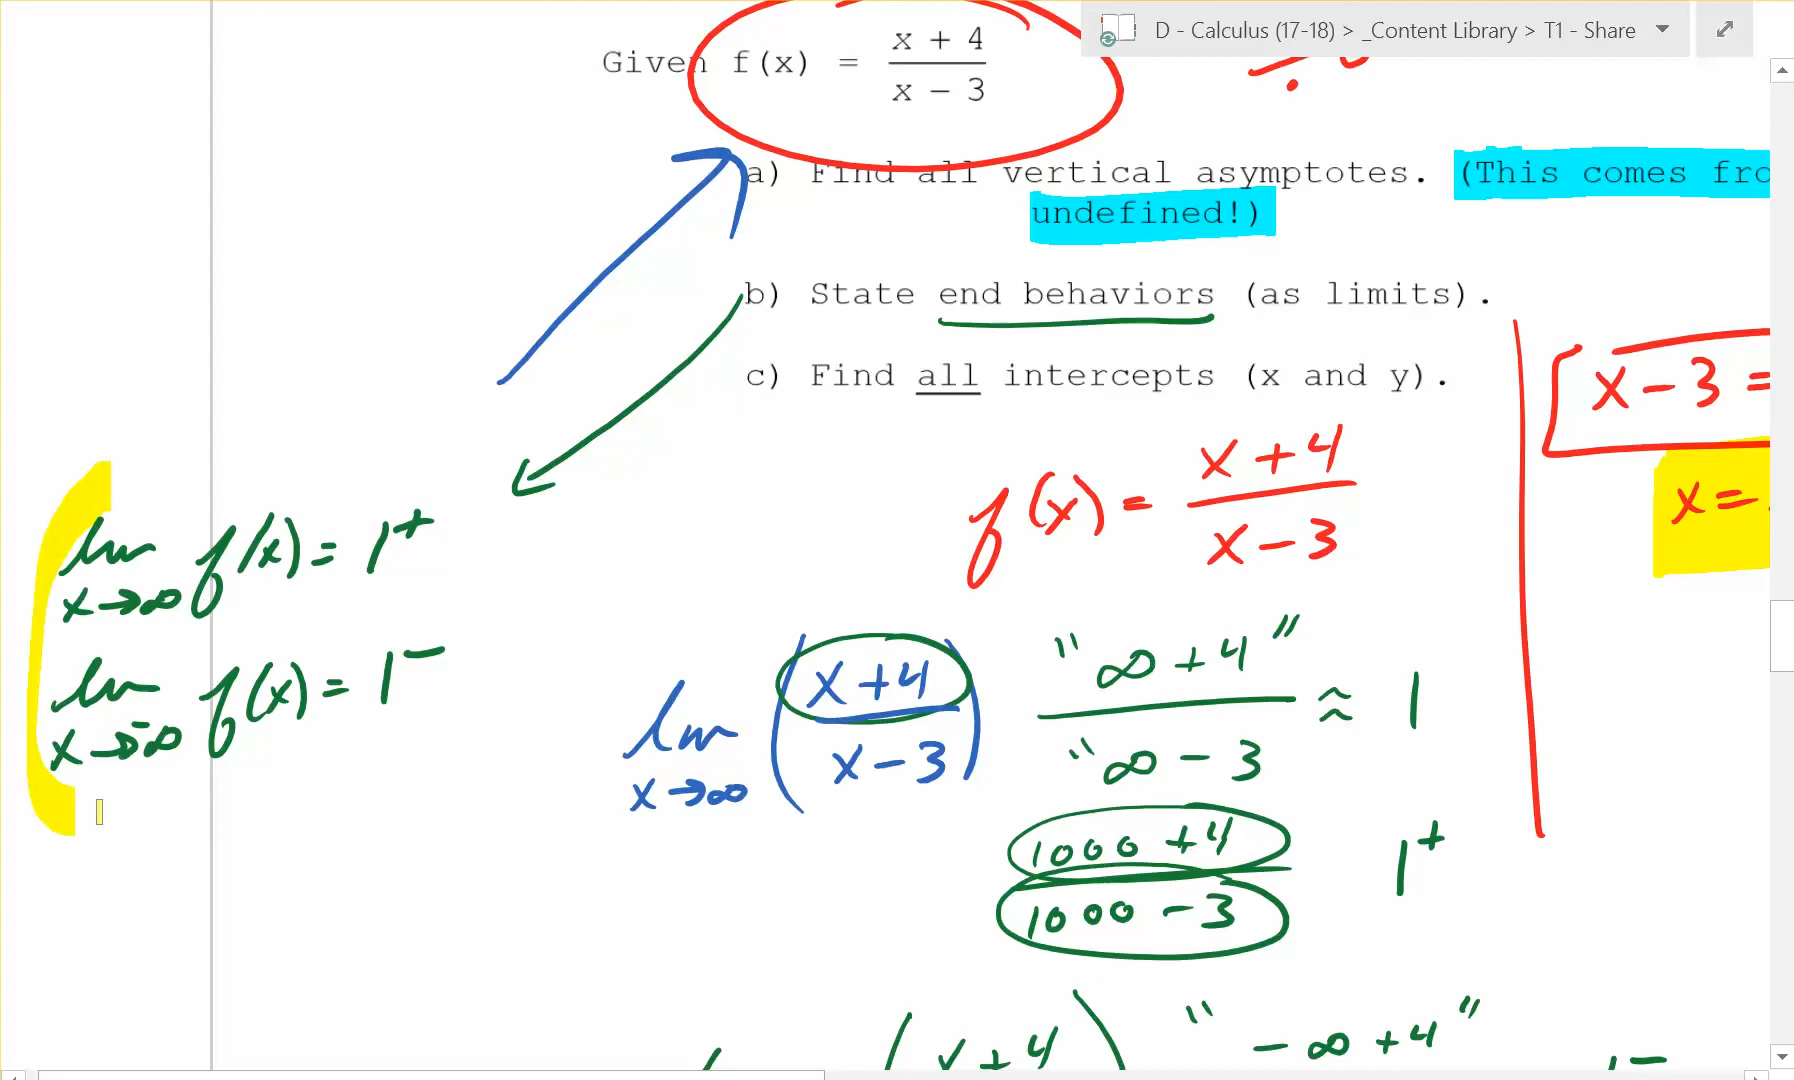 D - Calculus (17-18) > _Content Library > T1 - Share
Given f(x) = x + 4
x − 3
a) Find all vertical asymptotes. (This comes fro
undefined!)
b) State end behaviors (as limits).
c) Find all intercepts (x and y).
x − 3 =
x =
f(x) = x + 4
x − 3
lim f(x) = 1⁺
x→∞
lim f(x) = 1⁻
x→-∞
lim (x + 4
x→∞ x − 3)
"∞ + 4"
"∞ − 3
≈ 1
1000 + 4
1000 − 3
1⁺
(x + 4)
"−∞ + 4"
1⁻